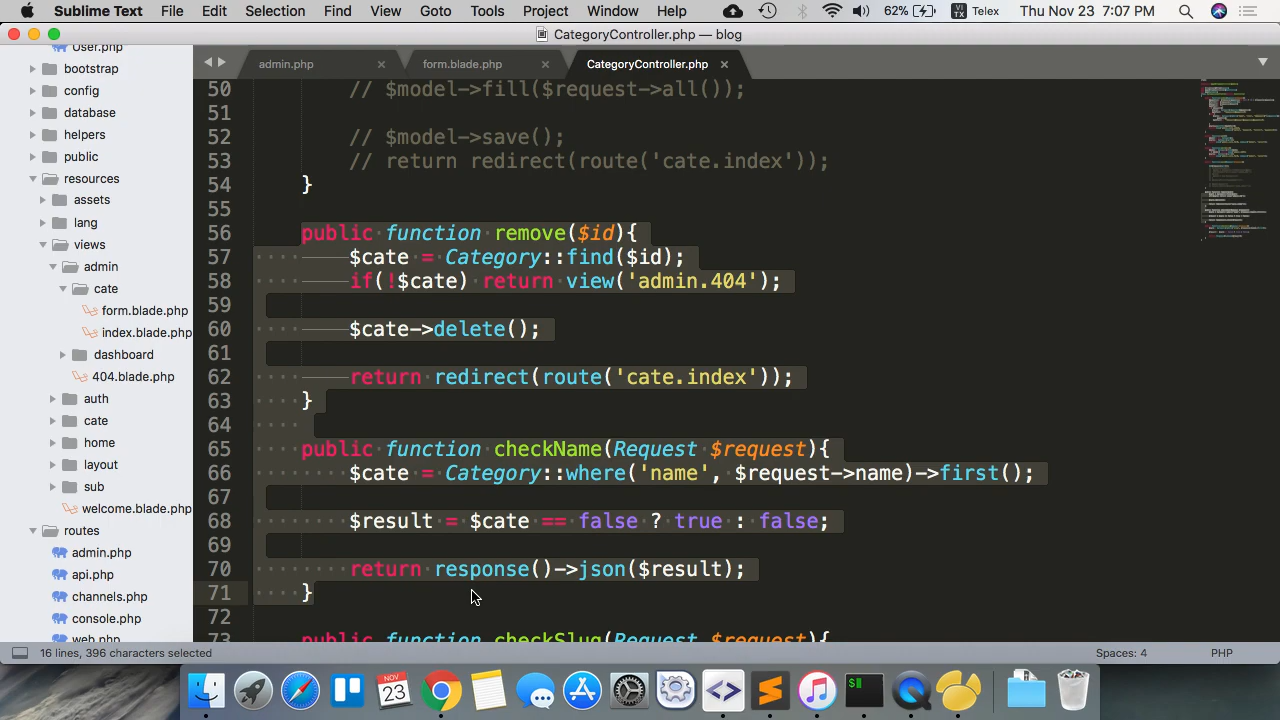 Sublime Text File Edit Selection Find View Goto Tools Project Window Help 62% VI TX Telex Thu Nov 23 7:07 PM
CategoryController.php — blog
User.php
bootstrap
config
database
helpers
public
resources
assets
lang
views
admin
cate
form.blade.php
index.blade.php
dashboard
404.blade.php
auth
cate
home
layout
sub
welcome.blade.php
routes
admin.php
api.php
channels.php
console.php
web.php
admin.php × form.blade.php × CategoryController.php ×
50 // $model->fill($request->all());
51
52 // $model->save();
53 // return redirect(route('cate.index'));
54 }
55
56 public function remove($id){
57 $cate = Category::find($id);
58 if(!$cate) return view('admin.404');
59
60 $cate->delete();
61
62 return redirect(route('cate.index'));
63 }
64
65 public function checkName(Request $request){
66 $cate = Category::where('name', $request->name)->first();
67
68 $result = $cate == false ? true : false;
69
70 return response()->json($result);
71 }
72
73 public function checkSlug(Request $request){
16 lines, 396 characters selected Spaces: 4 PHP
NOV
23
$